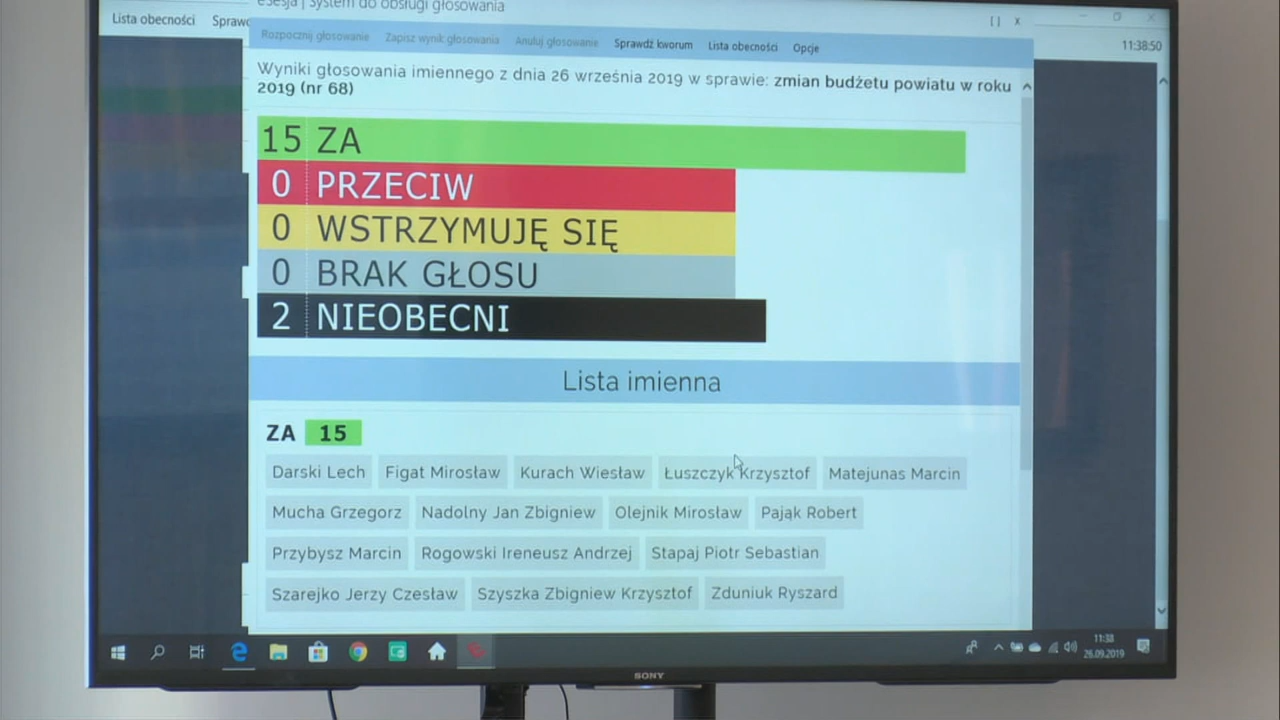 eSesja | System do obsługi głosowania
Lista obecności
[ ] x
11:38:50
Rozpocznij głosowanie Zapisz wynik głosowania Anuluj głosowanie Sprawdź kworum Lista obecności Opcje
Wyniki głosowania imiennego z dnia 26 września 2019 w sprawie: zmian budżetu powiatu w roku
2019 (nr 68)
15 ZA
0 PRZECIW
0 WSTRZYMUJĘ SIĘ
0 BRAK GŁOSU
2 NIEOBECNI
Lista imienna
ZA 15
Darski Lech Figat Mirosław Kurach Wiesław Łuszczyk Krzysztof Matejunas Marcin
Mucha Grzegorz Nadolny Jan Zbigniew Olejnik Mirosław Pająk Robert
Przybysz Marcin Rogowski Ireneusz Andrzej Stapaj Piotr Sebastian
Szarejko Jerzy Czesław Szyszka Zbigniew Krzysztof Zduniuk Ryszard
11:38
26.09.2019
SONY